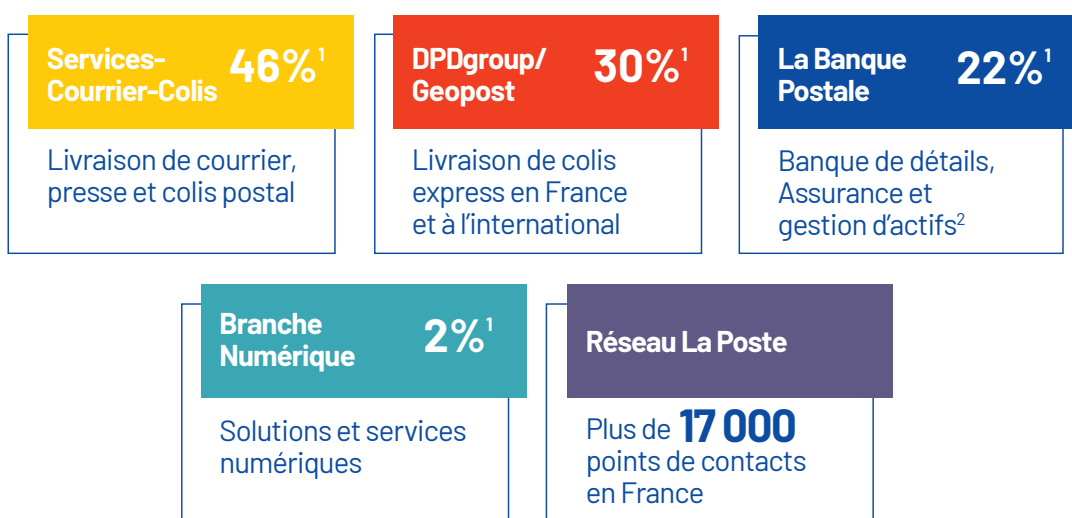 Services-
Courrier-Colis
46%¹
Livraison de courrier,
presse et colis postal
DPDgroup/
Geopost
30%¹
Livraison de colis
express en France
et à l’international
La Banque
Postale
22%¹
Banque de détails,
Assurance et
gestion d’actifs²
Branche
Numérique
2%¹
Solutions et services
numériques
Réseau La Poste
Plus de 17 000
points de contacts
en France